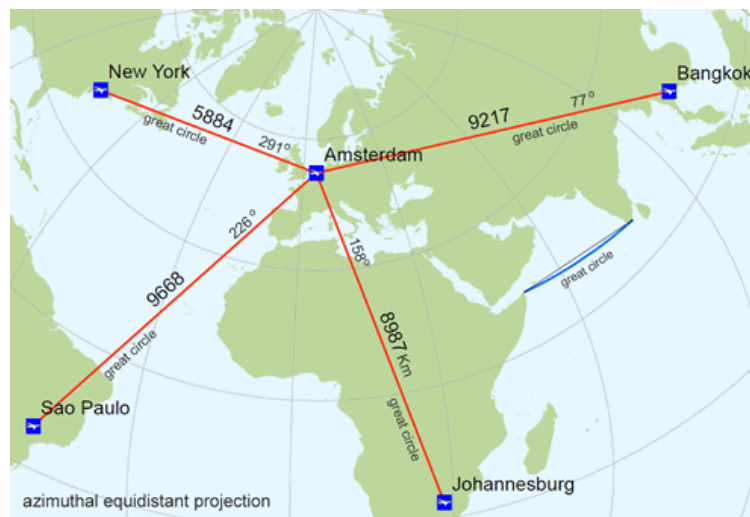 New York
Bangkok
5884
great circle
291°
77°
9217
great circle
Amsterdam
226°
158°
9668
great circle
great circle
8987 Km
great circle
Sao Paulo
Johannesburg
azimuthal equidistant projection